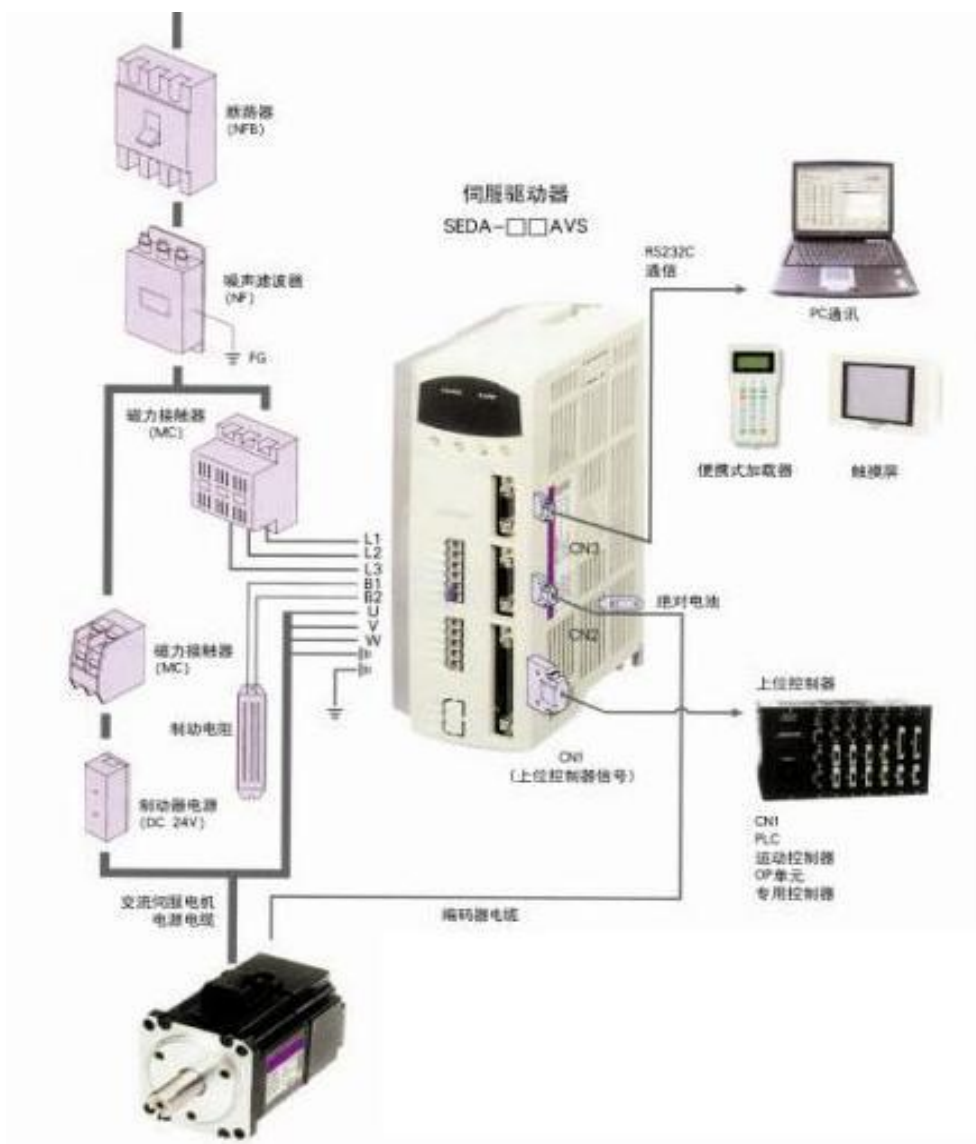 断路器
(NFB)
伺服驱动器
SEDA-□□AVS
噪声滤波器
(NF)
FG
RS232C
通信
PC通讯
磁力接触器
(MC)
便携式加载器
触摸屏
L1
L2
L3
B1
B2
U
V
W
CN3
绝对电池
CN2
磁力接触器
(MC)
制动电阻
上位控制器
CN1
(上位控制器信号)
制动器电源
(DC 24V)
CN1
PLC
运动控制器
OP单元
专用控制器
交流伺服电机
电源电缆
编码器电缆